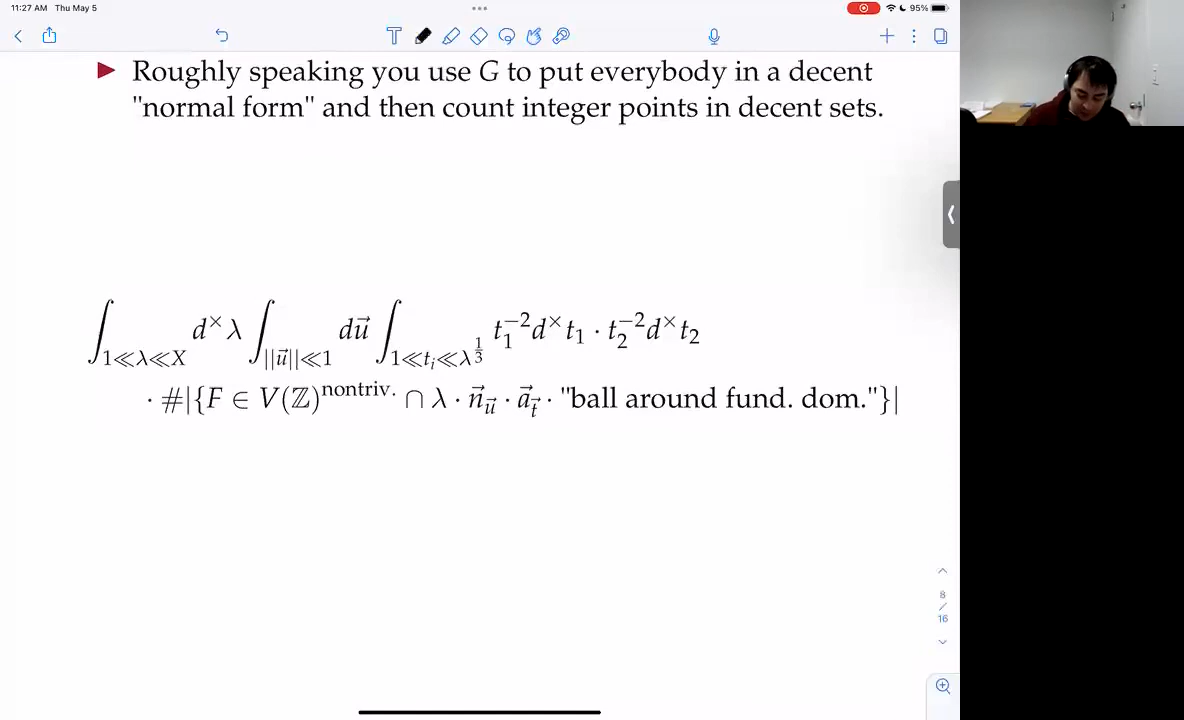 11:27 AM Thu May 5
95%
▶ Roughly speaking you use G to put everybody in a decent
"normal form" and then count integer points in decent sets.
∫_{1≪λ≪X} d^×λ ∫_{||u⃗||≪1} du⃗ ∫_{1≪t_i≪λ^{1/3}} t_1^{-2} d^×t_1 · t_2^{-2} d^×t_2
· #|{F ∈ V(ℤ)^{nontriv.} ∩ λ · n⃗_{u⃗} · a⃗_{t⃗} · "ball around fund. dom."}|
8
/
16